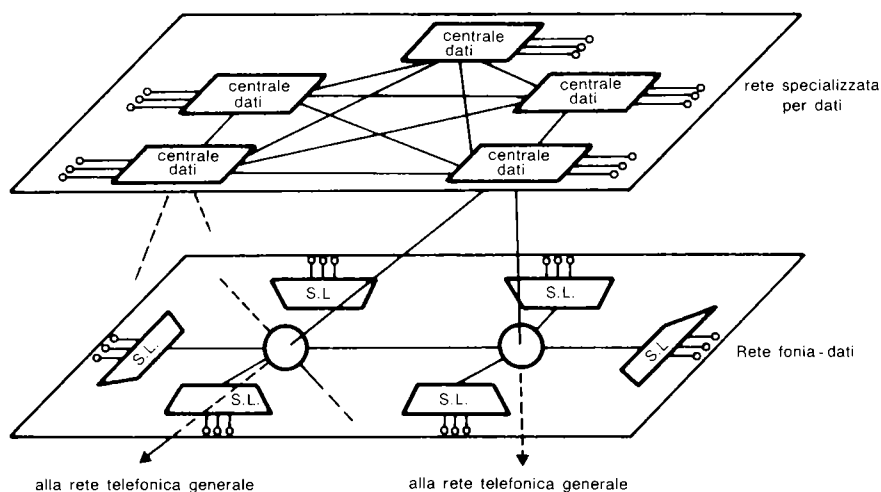 centrale
dati
centrale
dati
centrale
dati
rete specializzata
per dati
centrale
dati
centrale
dati
S.L.
S.L.
S.L.
S.L.
Rete fonia-dati
S.L.
S.L.
alla rete telefonica generale
alla rete telefonica generale